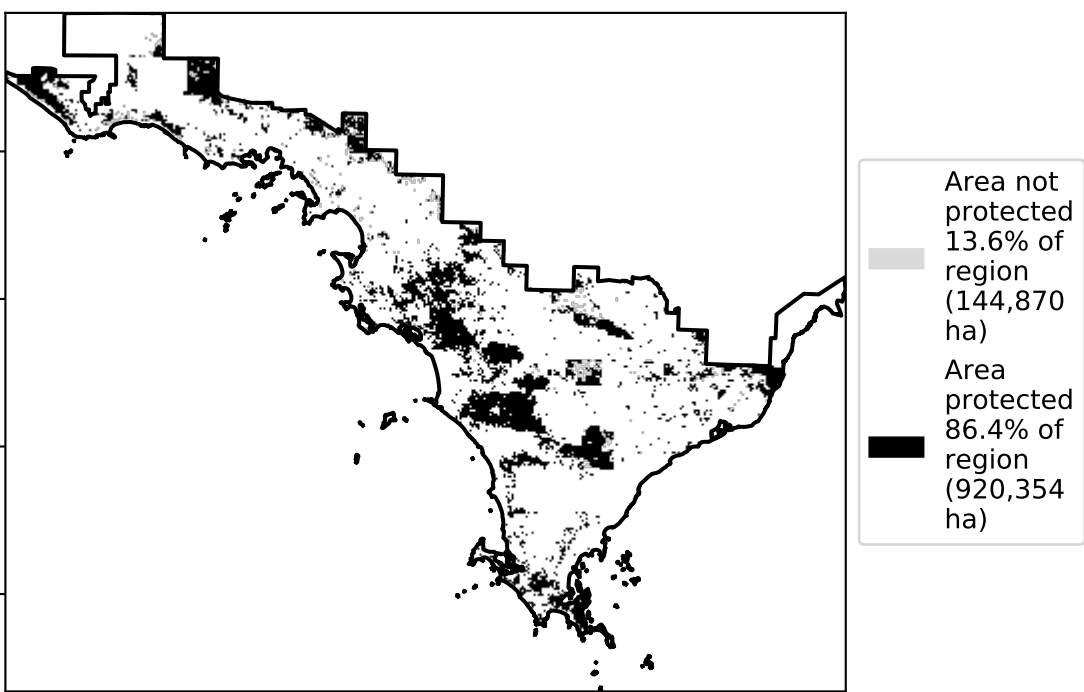 Area not
protected
13.6% of
region
(144,870
ha)
Area
protected
86.4% of
region
(920,354
ha)